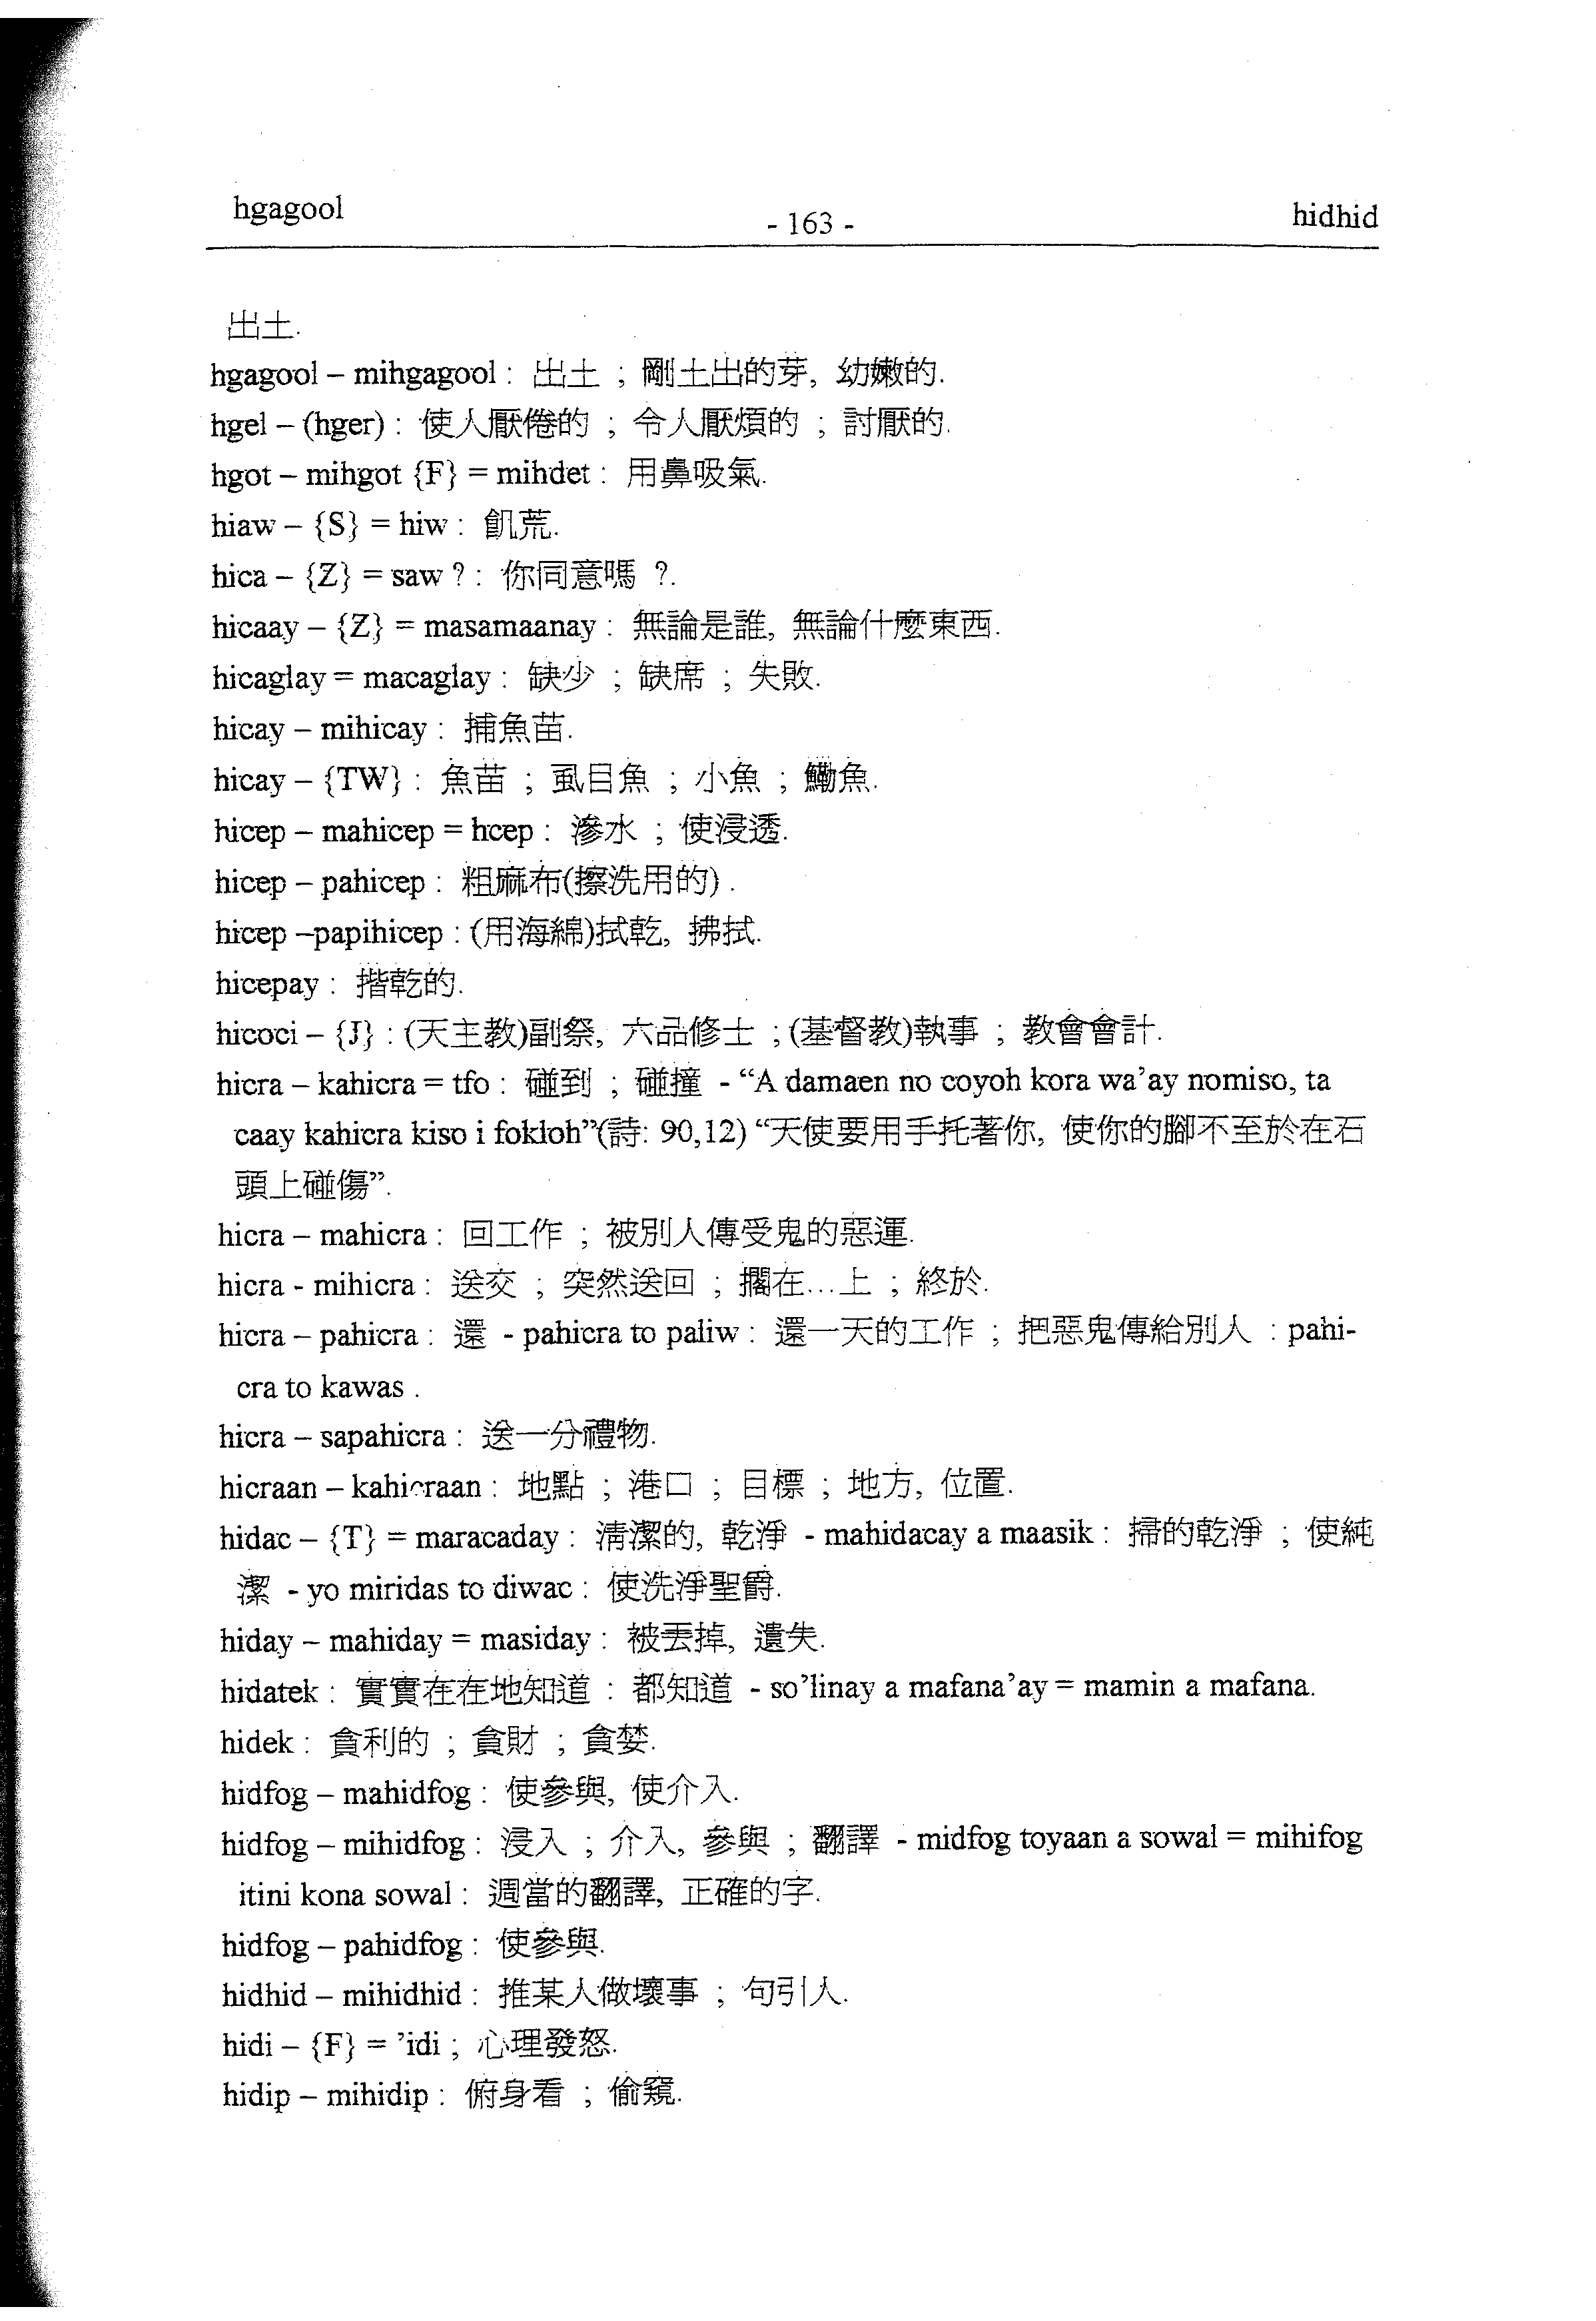 hgagool
- 163 -
hidhid
出土.
hgagool – mihgagool : 出土 ; 剛土出的芽, 幼嫩的.
hgel – (hger) : 使人厭倦的 ; 令人厭煩的 ; 討厭的.
hgot – mihgot {F} = mihdet : 用鼻吸氣.
hiaw – {S} = hiw : 飢荒.
hica – {Z} = saw ? : 你同意嗎 ?.
hicaay – {Z} = masamaanay : 無論是誰, 無論什麼東西.
hicaglay = macaglay : 缺少 ; 缺席 ; 失敗.
hicay – mihicay : 捕魚苗.
hicay – {TW} : 魚苗 ; 虱目魚 ; 小魚 ; 鰳魚.
hicep – mahicep = hcep : 滲水 ; 使浸透.
hicep – pahicep : 粗麻布(擦洗用的) .
hicep –papihicep : (用海綿)拭乾, 拂拭.
hicepay : 揩乾的.
hicoci – {J} : (天主教)副祭, 六品修士 ; (基督教)執事 ; 教會會計.
hicra – kahicra = tfo : 碰到 ; 碰撞 - “A damaen no coyoh kora wa’ay nomiso, ta
caay kahicra kiso i fokloh”(詩: 90,12) “天使要用手托著你, 使你的腳不至於在石
頭上碰傷”.
hicra – mahicra : 回工作 ; 被別人傳受鬼的惡運.
hicra - mihicra : 送交 ; 突然送回 ; 擱在...上 ; 終於.
hicra – pahicra : 還 - pahicra to paliw : 還一天的工作 ; 把惡鬼傳給別人 : pahi-
cra to kawas .
hicra – sapahicra : 送一分禮物.
hicraan – kahicraan : 地點 ; 港口 ; 目標 ; 地方, 位置.
hidac – {T} = maracaday : 清潔的, 乾淨 - mahidacay a maasik : 掃的乾淨 ; 使純
潔 - yo miridas to diwac : 使洗淨聖爵.
hiday – mahiday = masiday : 被丟掉, 遺失.
hidatek : 實實在在地知道 : 都知道 - so’linay a mafana’ay = mamin a mafana.
hidek : 貪利的 ; 貪財 ; 貪婪.
hidfog – mahidfog : 使參與, 使介入.
hidfog – mihidfog : 浸入 ; 介入, 參與 ; 翻譯 - midfog toyaan a sowal = mihifog
itini kona sowal : 週當的翻譯, 正確的字.
hidfog – pahidfog : 使參與.
hidhid – mihidhid : 推某人做壞事 ; 句引人.
hidi – {F} = ’idi ; 心理發怒.
hidip – mihidip : 俯身看 ; 偷窺.